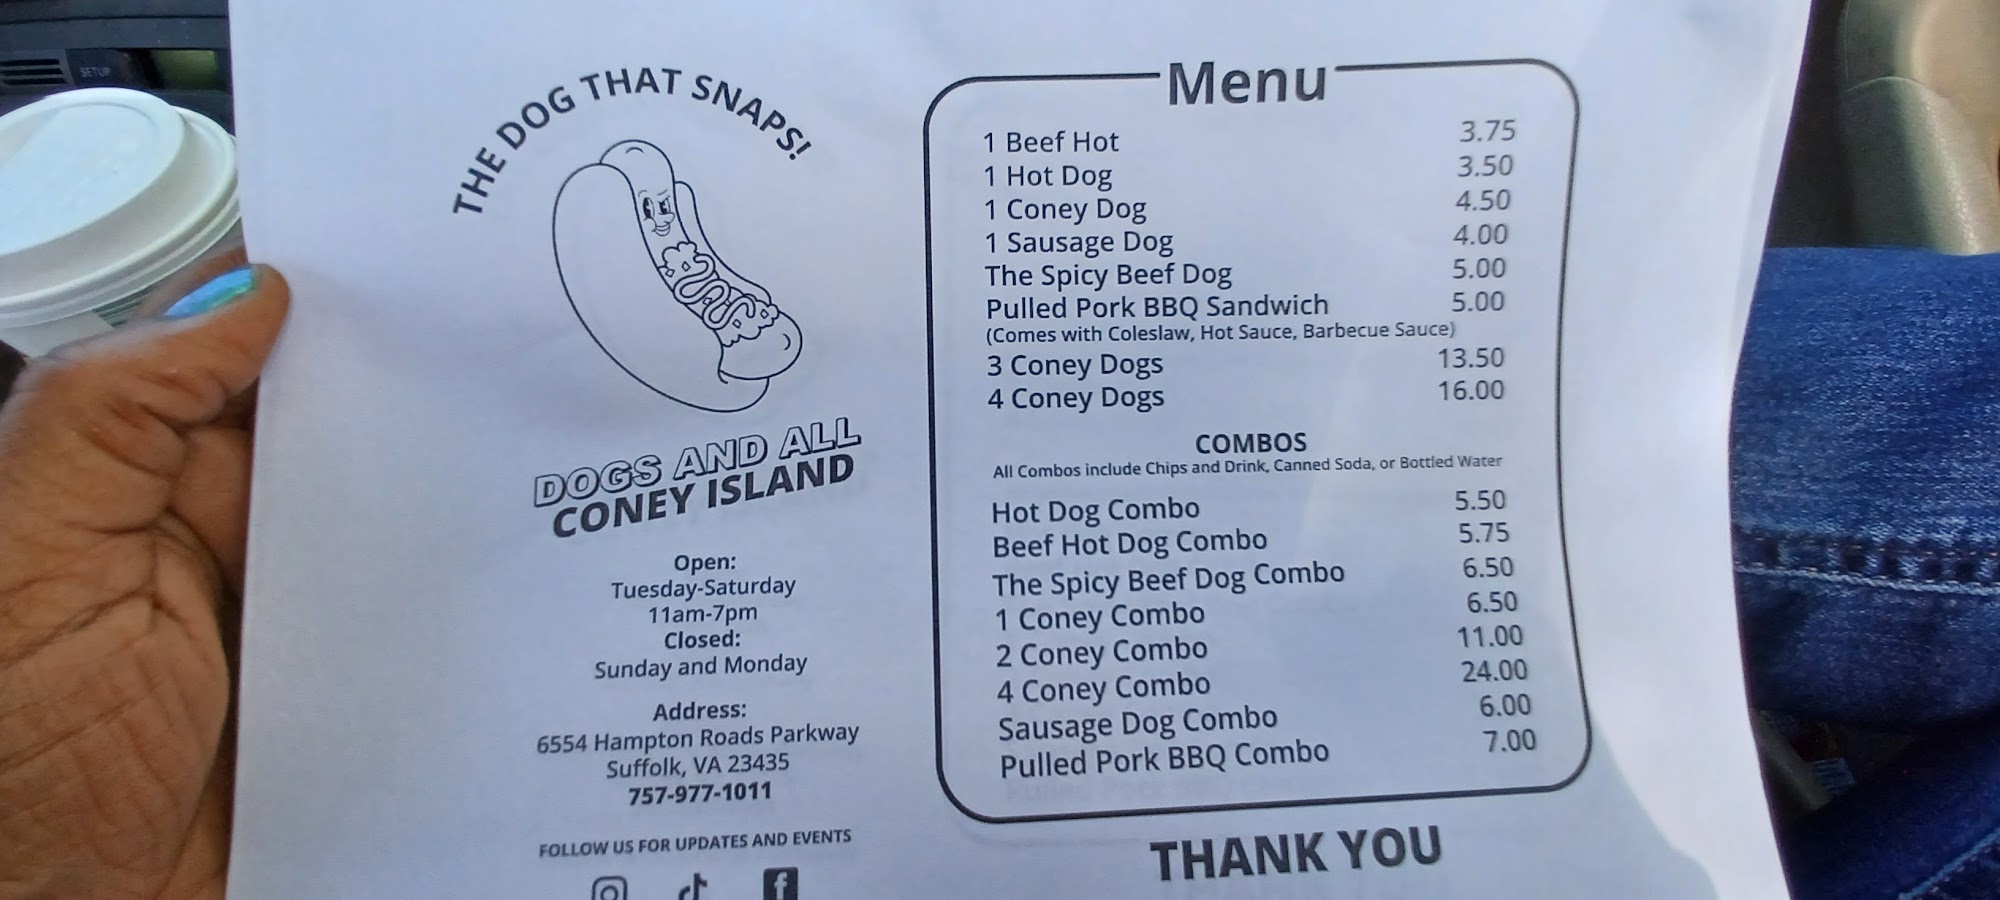 SETUP
THE DOG THAT SNAPS!
DOGS AND ALL
CONEY ISLAND
Open:
Tuesday-Saturday
11am-7pm
Closed:
Sunday and Monday
Address:
6554 Hampton Roads Parkway
Suffolk, VA 23435
757-977-1011
FOLLOW US FOR UPDATES AND EVENTS
Menu
1 Beef Hot 3.75
1 Hot Dog 3.50
1 Coney Dog 4.50
1 Sausage Dog 4.00
The Spicy Beef Dog 5.00
Pulled Pork BBQ Sandwich 5.00
(Comes with Coleslaw, Hot Sauce, Barbecue Sauce)
3 Coney Dogs 13.50
4 Coney Dogs 16.00
COMBOS
All Combos include Chips and Drink, Canned Soda, or Bottled Water
Hot Dog Combo 5.50
Beef Hot Dog Combo 5.75
The Spicy Beef Dog Combo 6.50
1 Coney Combo 6.50
2 Coney Combo 11.00
4 Coney Combo 24.00
Sausage Dog Combo 6.00
Pulled Pork BBQ Combo 7.00
THANK YOU